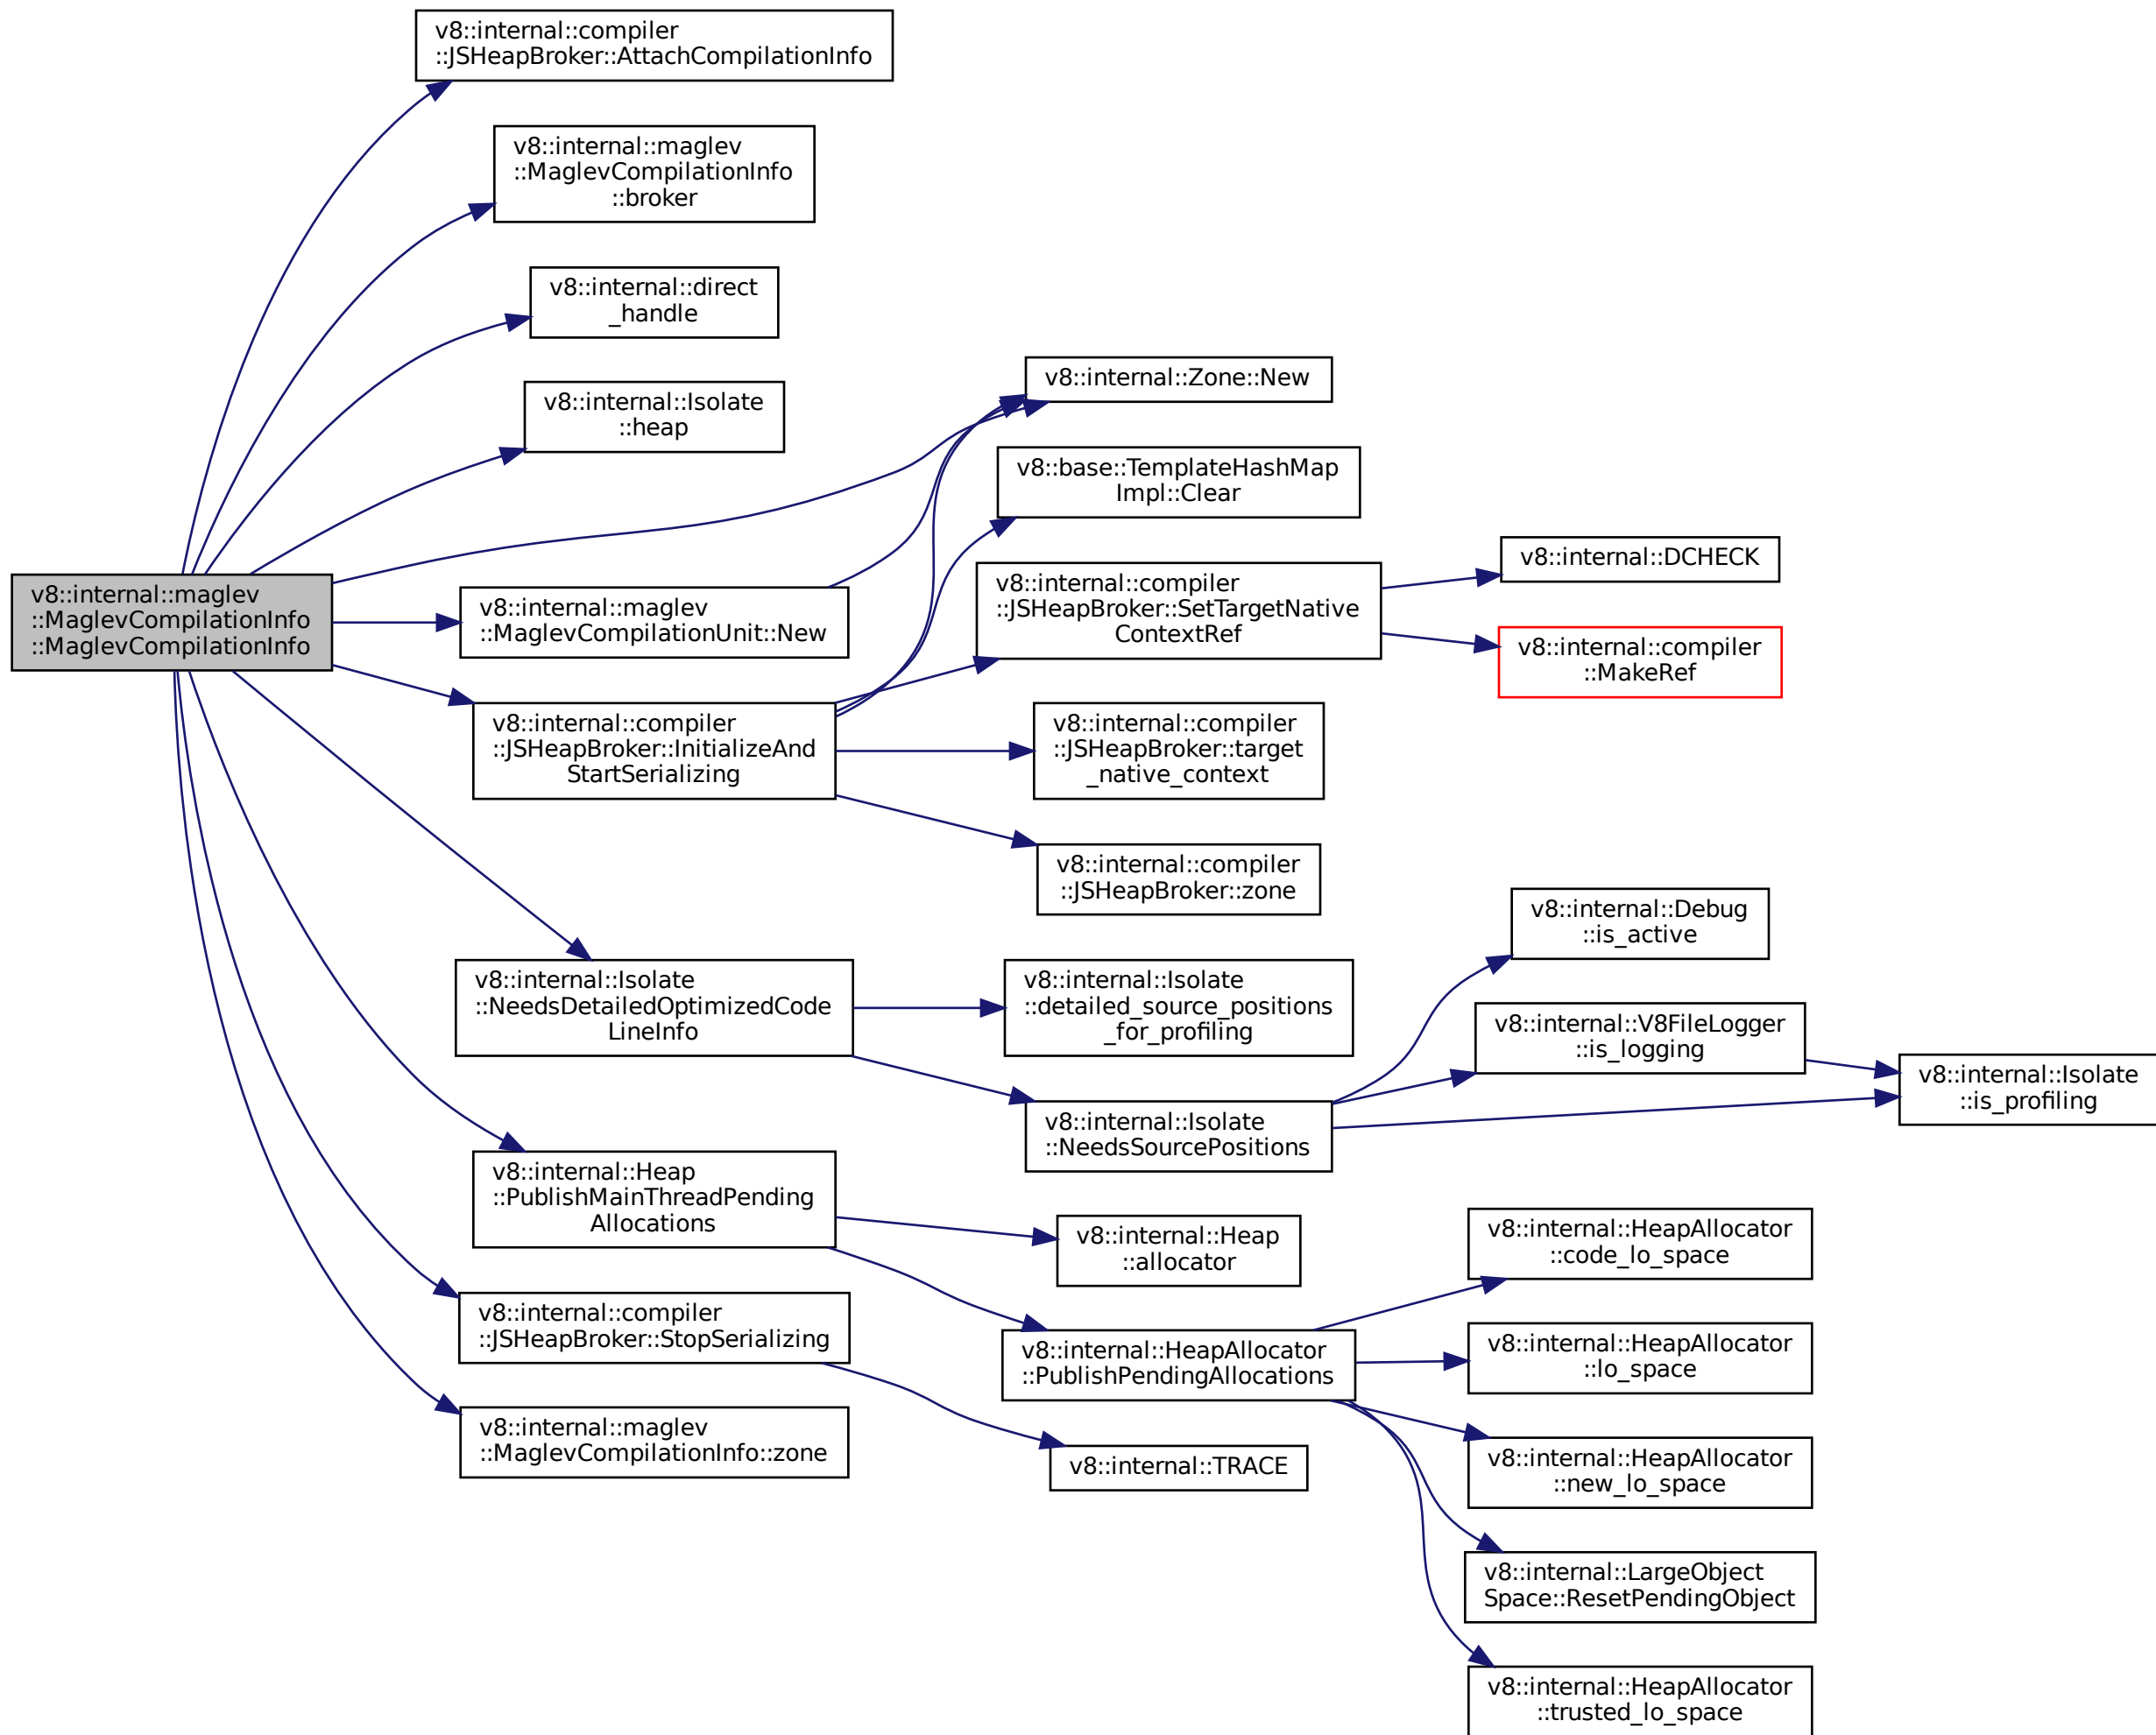 v8::internal::compiler
::JSHeapBroker::AttachCompilationInfo
v8::internal::maglev
::MaglevCompilationInfo
::broker
v8::internal::direct
_handle
v8::internal::Isolate
::heap
v8::internal::Zone::New
v8::base::TemplateHashMap
Impl::Clear
v8::internal::maglev
::MaglevCompilationInfo
::MaglevCompilationInfo
v8::internal::maglev
::MaglevCompilationUnit::New
v8::internal::compiler
::JSHeapBroker::SetTargetNative
ContextRef
v8::internal::DCHECK
v8::internal::compiler
::MakeRef
v8::internal::compiler
::JSHeapBroker::InitializeAnd
StartSerializing
v8::internal::compiler
::JSHeapBroker::target
_native_context
v8::internal::compiler
::JSHeapBroker::zone
v8::internal::Isolate
::NeedsDetailedOptimizedCode
LineInfo
v8::internal::Isolate
::detailed_source_positions
_for_profiling
v8::internal::Debug
::is_active
v8::internal::V8FileLogger
::is_logging
v8::internal::Isolate
::is_profiling
v8::internal::Isolate
::NeedsSourcePositions
v8::internal::Heap
::PublishMainThreadPending
Allocations
v8::internal::Heap
::allocator
v8::internal::HeapAllocator
::code_lo_space
v8::internal::compiler
::JSHeapBroker::StopSerializing
v8::internal::HeapAllocator
::PublishPendingAllocations
v8::internal::HeapAllocator
::lo_space
v8::internal::maglev
::MaglevCompilationInfo::zone
v8::internal::TRACE
v8::internal::HeapAllocator
::new_lo_space
v8::internal::LargeObject
Space::ResetPendingObject
v8::internal::HeapAllocator
::trusted_lo_space